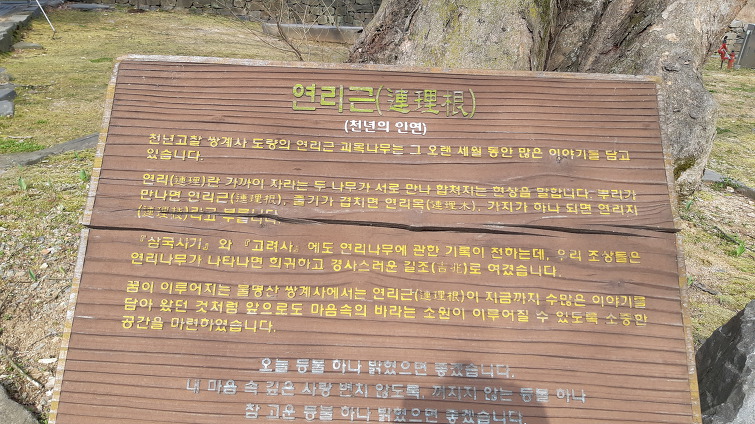 연리근(連理根)
(천년의 인연)
천년고찰 쌍계사 도량의 연리근 괴목나무는 그 오랜 세월 동안 많은 이야기를 담고
있습니다.
연리(連理)란 가까이 자라는 두 나무가 서로 만나 합쳐지는 현상을 말합니다. 뿌리가
만나면 연리근(連理根), 줄기가 겹치면 연리목(連理木), 가지가 하나 되면 연리지
(連理枝)라고 부릅니다.
『삼국사기』 와 『고려사』 에도 연리나무에 관한 기록이 전하는데, 우리 조상들은
연리나무가 나타나면 희귀하고 경사스러운 길조(吉兆)로 여겼습니다.
꿈이 이루어지는 불명산 쌍계사에서는 연리근(連理根)이 지금까지 수많은 이야기를
담아 왔던 것처럼 앞으로도 마음속의 바라는 소원이 이루어질 수 있도록 소중한
공간을 마련하였습니다.
오늘 등불 하나 밝혔으면 좋겠습니다.
내 마음 속 깊은 사랑 변치 않도록, 꺼지지 않는 등불 하나
참 고운 등불 하나 밝혔으면 좋겠습니다.